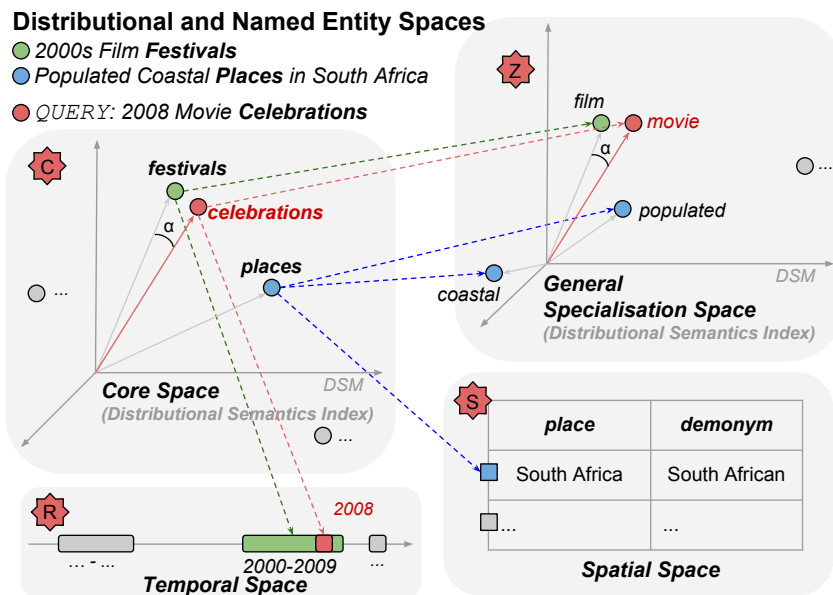 Distributional and Named Entity Spaces
2000s Film Festivals
Populated Coastal Places in South Africa
QUERY: 2008 Movie Celebrations
C
festivals
celebrations
α
places
...
DSM
Core Space
(Distributional Semantics Index)
...
Z
film
movie
α
...
populated
coastal
DSM
General
Specialisation Space
(Distributional Semantics Index)
S
place demonym
South Africa South African
... ...
Spatial Space
R
2008
... - ...
2000-2009
...
Temporal Space